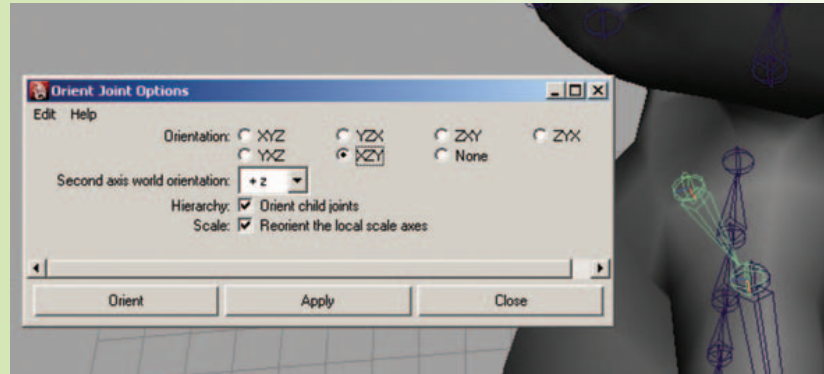 Orient Joint Options
Edit Help
Orientation: XYZ YZX ZXY ZYX
YXZ XZY None
Second axis world orientation: +z
Hierarchy: Orient child joints
Scale: Reorient the local scale axes
Orient Apply Close